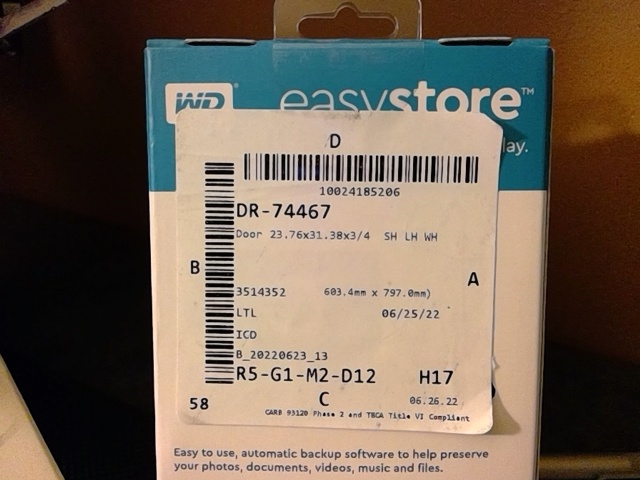 WD®
easystore™
lay.
D
10024185206
DR-74467
Door 23.76x31.38x3/4 SH LH WH
B
A
3514352 603.4mm x 797.0mm)
LTL 06/25/22
ICD
B_20220623_13
R5-G1-M2-D12 H17
58 C 06.26.22
CARB 93120 Phase 2 and TSCA Title VI Compliant
Easy to use, automatic backup software to help preserve
your photos, documents, videos, music and files.